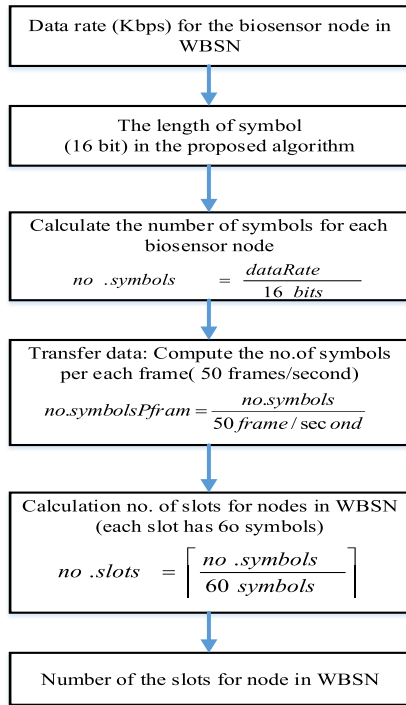 Data rate (Kbps) for the biosensor node in
WBSN
The length of symbol
(16 bit) in the proposed algorithm
Calculate the number of symbols for each
biosensor node
no .symbols = dataRate / 16 bits
Transfer data: Compute the no.of symbols
per each frame( 50 frames/second)
no.symbolsPfram = no.symbols / 50 frame / sec ond
Calculation no. of slots for nodes in WBSN
(each slot has 6o symbols)
no .slots = ⌈ no .symbols / 60 symbols ⌉
Number of the slots for node in WBSN